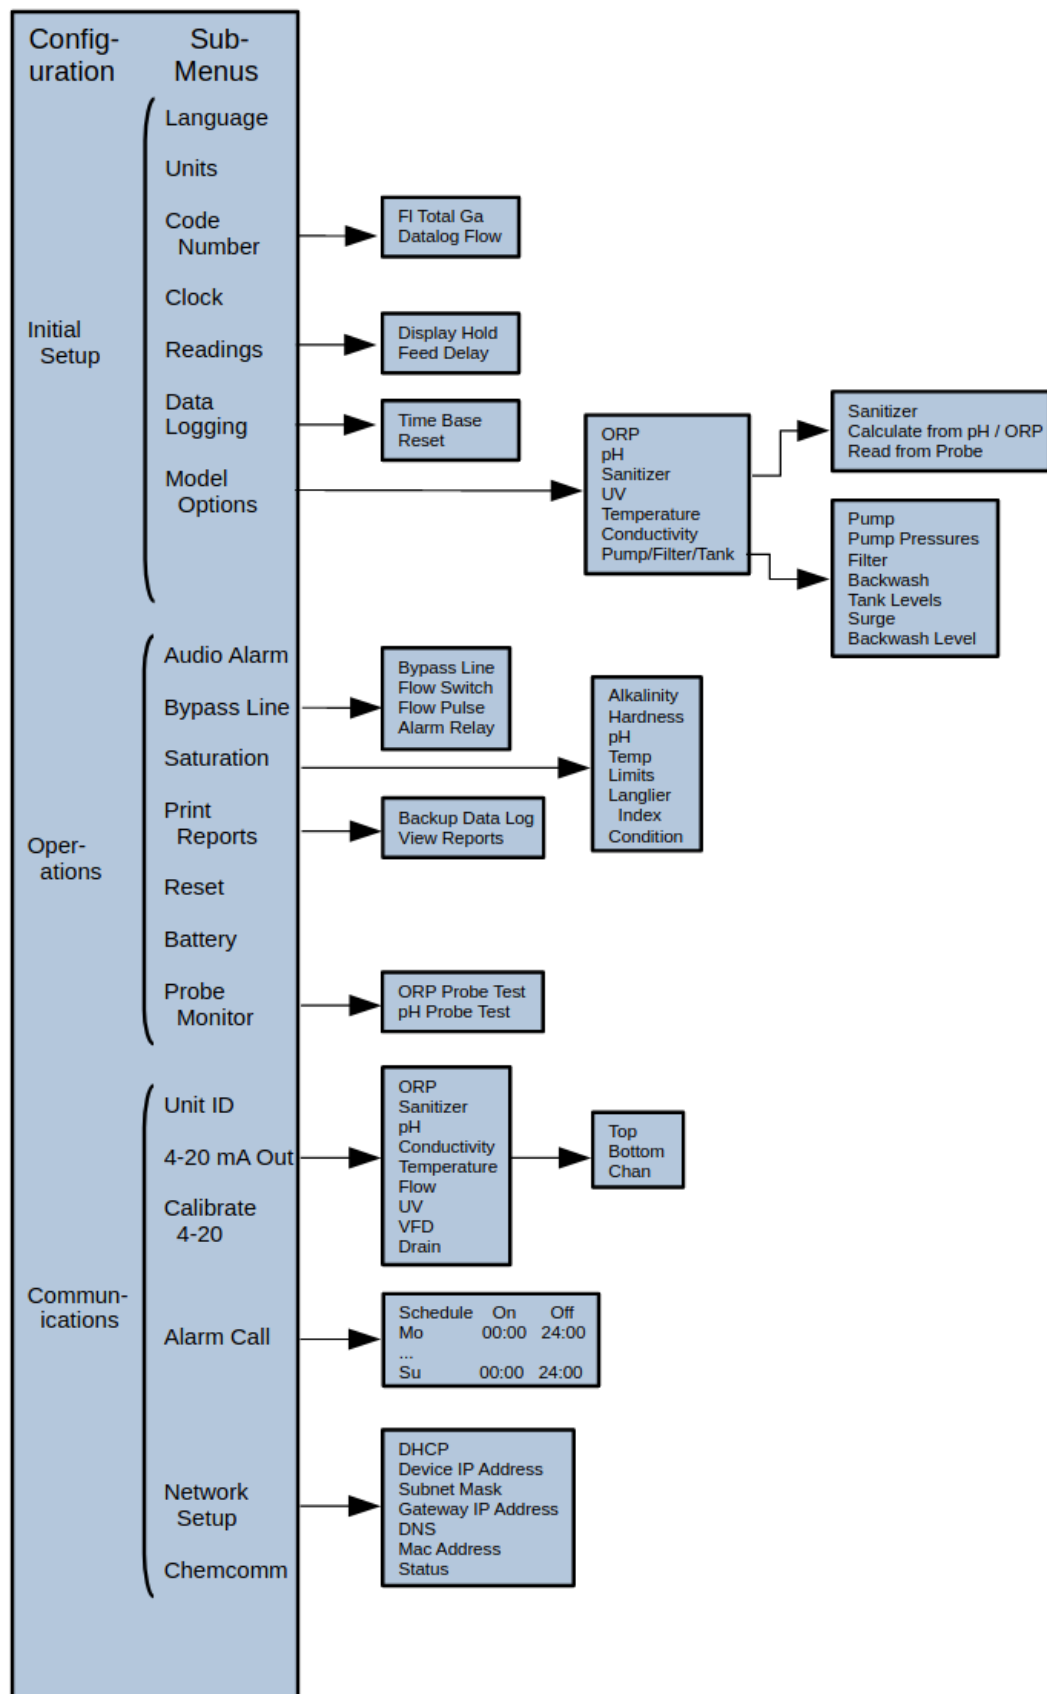 Config-
uration
Sub-
Menus
Initial
Setup
Language
Units
Code
Number
Fl Total Ga
Datalog Flow
Clock
Readings
Display Hold
Feed Delay
Data
Logging
Time Base
Reset
Model
Options
ORP
pH
Sanitizer
UV
Temperature
Conductivity
Pump/Filter/Tank
Sanitizer
Calculate from pH / ORP
Read from Probe
Pump
Pump Pressures
Filter
Backwash
Tank Levels
Surge
Backwash Level
Oper-
ations
Audio Alarm
Bypass Line
Bypass Line
Flow Switch
Flow Pulse
Alarm Relay
Saturation
Alkalinity
Hardness
pH
Temp
Limits
Langlier
Index
Condition
Print
Reports
Backup Data Log
View Reports
Reset
Battery
Probe
Monitor
ORP Probe Test
pH Probe Test
Commun-
ications
Unit ID
4-20 mA Out
ORP
Sanitizer
pH
Conductivity
Temperature
Flow
UV
VFD
Drain
Top
Bottom
Chan
Calibrate
4-20
Alarm Call
Schedule On Off
Mo 00:00 24:00
...
Su 00:00 24:00
Network
Setup
DHCP
Device IP Address
Subnet Mask
Gateway IP Address
DNS
Mac Address
Status
Chemcomm